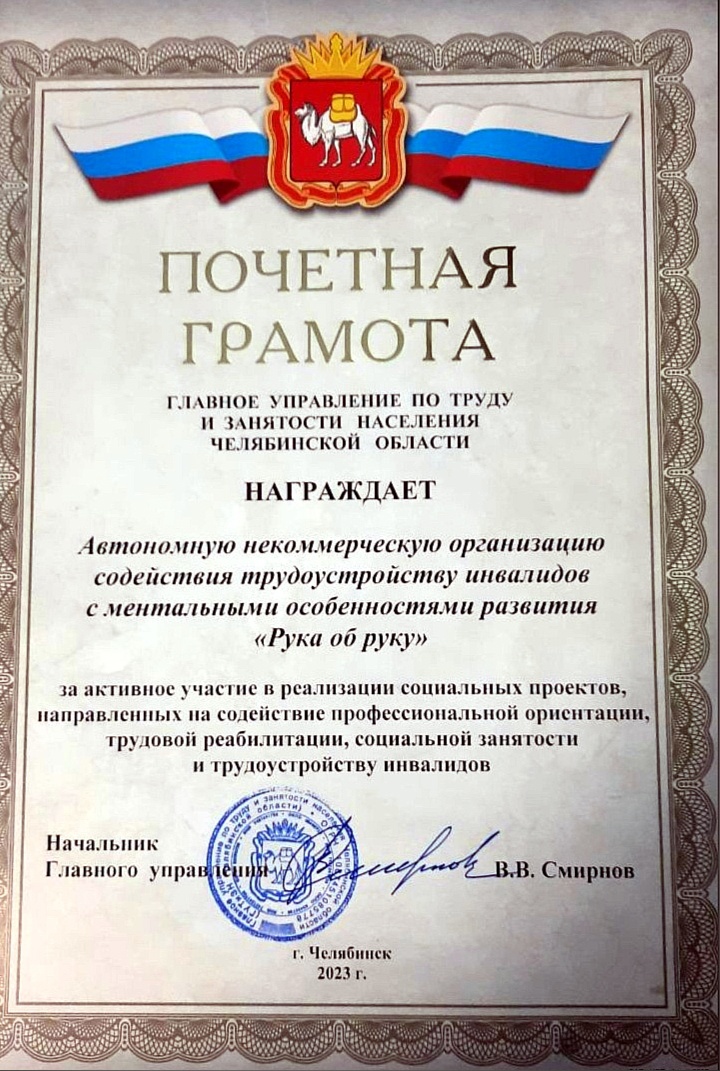 ПОЧЕТНАЯ
ГРАМОТА
ГЛАВНОЕ УПРАВЛЕНИЕ ПО ТРУДУ
И ЗАНЯТОСТИ НАСЕЛЕНИЯ
ЧЕЛЯБИНСКОЙ ОБЛАСТИ
НАГРАЖДАЕТ
Автономную некоммерческую организацию
содействия трудоустройству инвалидов
с ментальными особенностями развития
«Рука об руку»
за активное участие в реализации социальных проектов,
направленных на содействие профессиональной ориентации,
трудовой реабилитации, социальной занятости
и трудоустройству инвалидов
Начальник
Главного управления
В.В. Смирнов
г. Челябинск
2023 г.